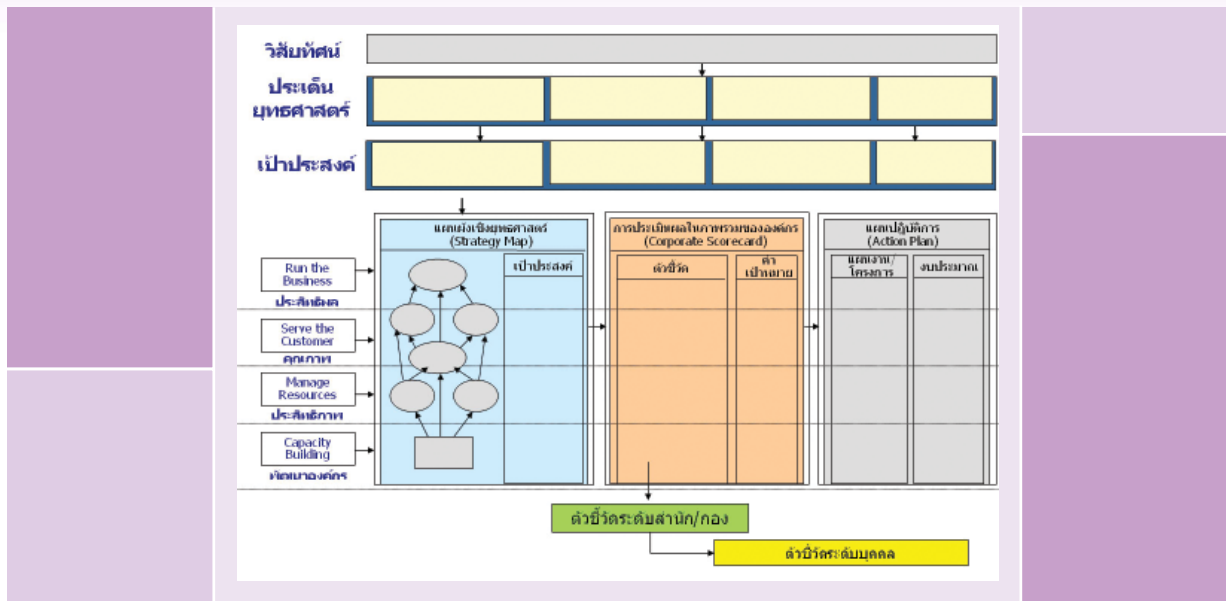 วิสัยทัศน์
ประเด็น
ยุทธศาสตร์
เป้าประสงค์
แผนผังเชิงยุทธศาสตร์
(Strategy Map)
เป้าประสงค์
การประเมินผลในภาพรวมขององค์กร
(Corporate Scorecard)
ตัวชี้วัด
ค่า
เป้าหมาย
แผนปฏิบัติการ
(Action Plan)
แผนงาน/
โครงการ
งบประมาณ
Run the
Business
ประสิทธิผล
Serve the
Customer
คุณภาพ
Manage
Resources
ประสิทธิภาพ
Capacity
Building
พัฒนาองค์กร
ตัวชี้วัดระดับสำนัก/กอง
ตัวชี้วัดระดับบุคคล